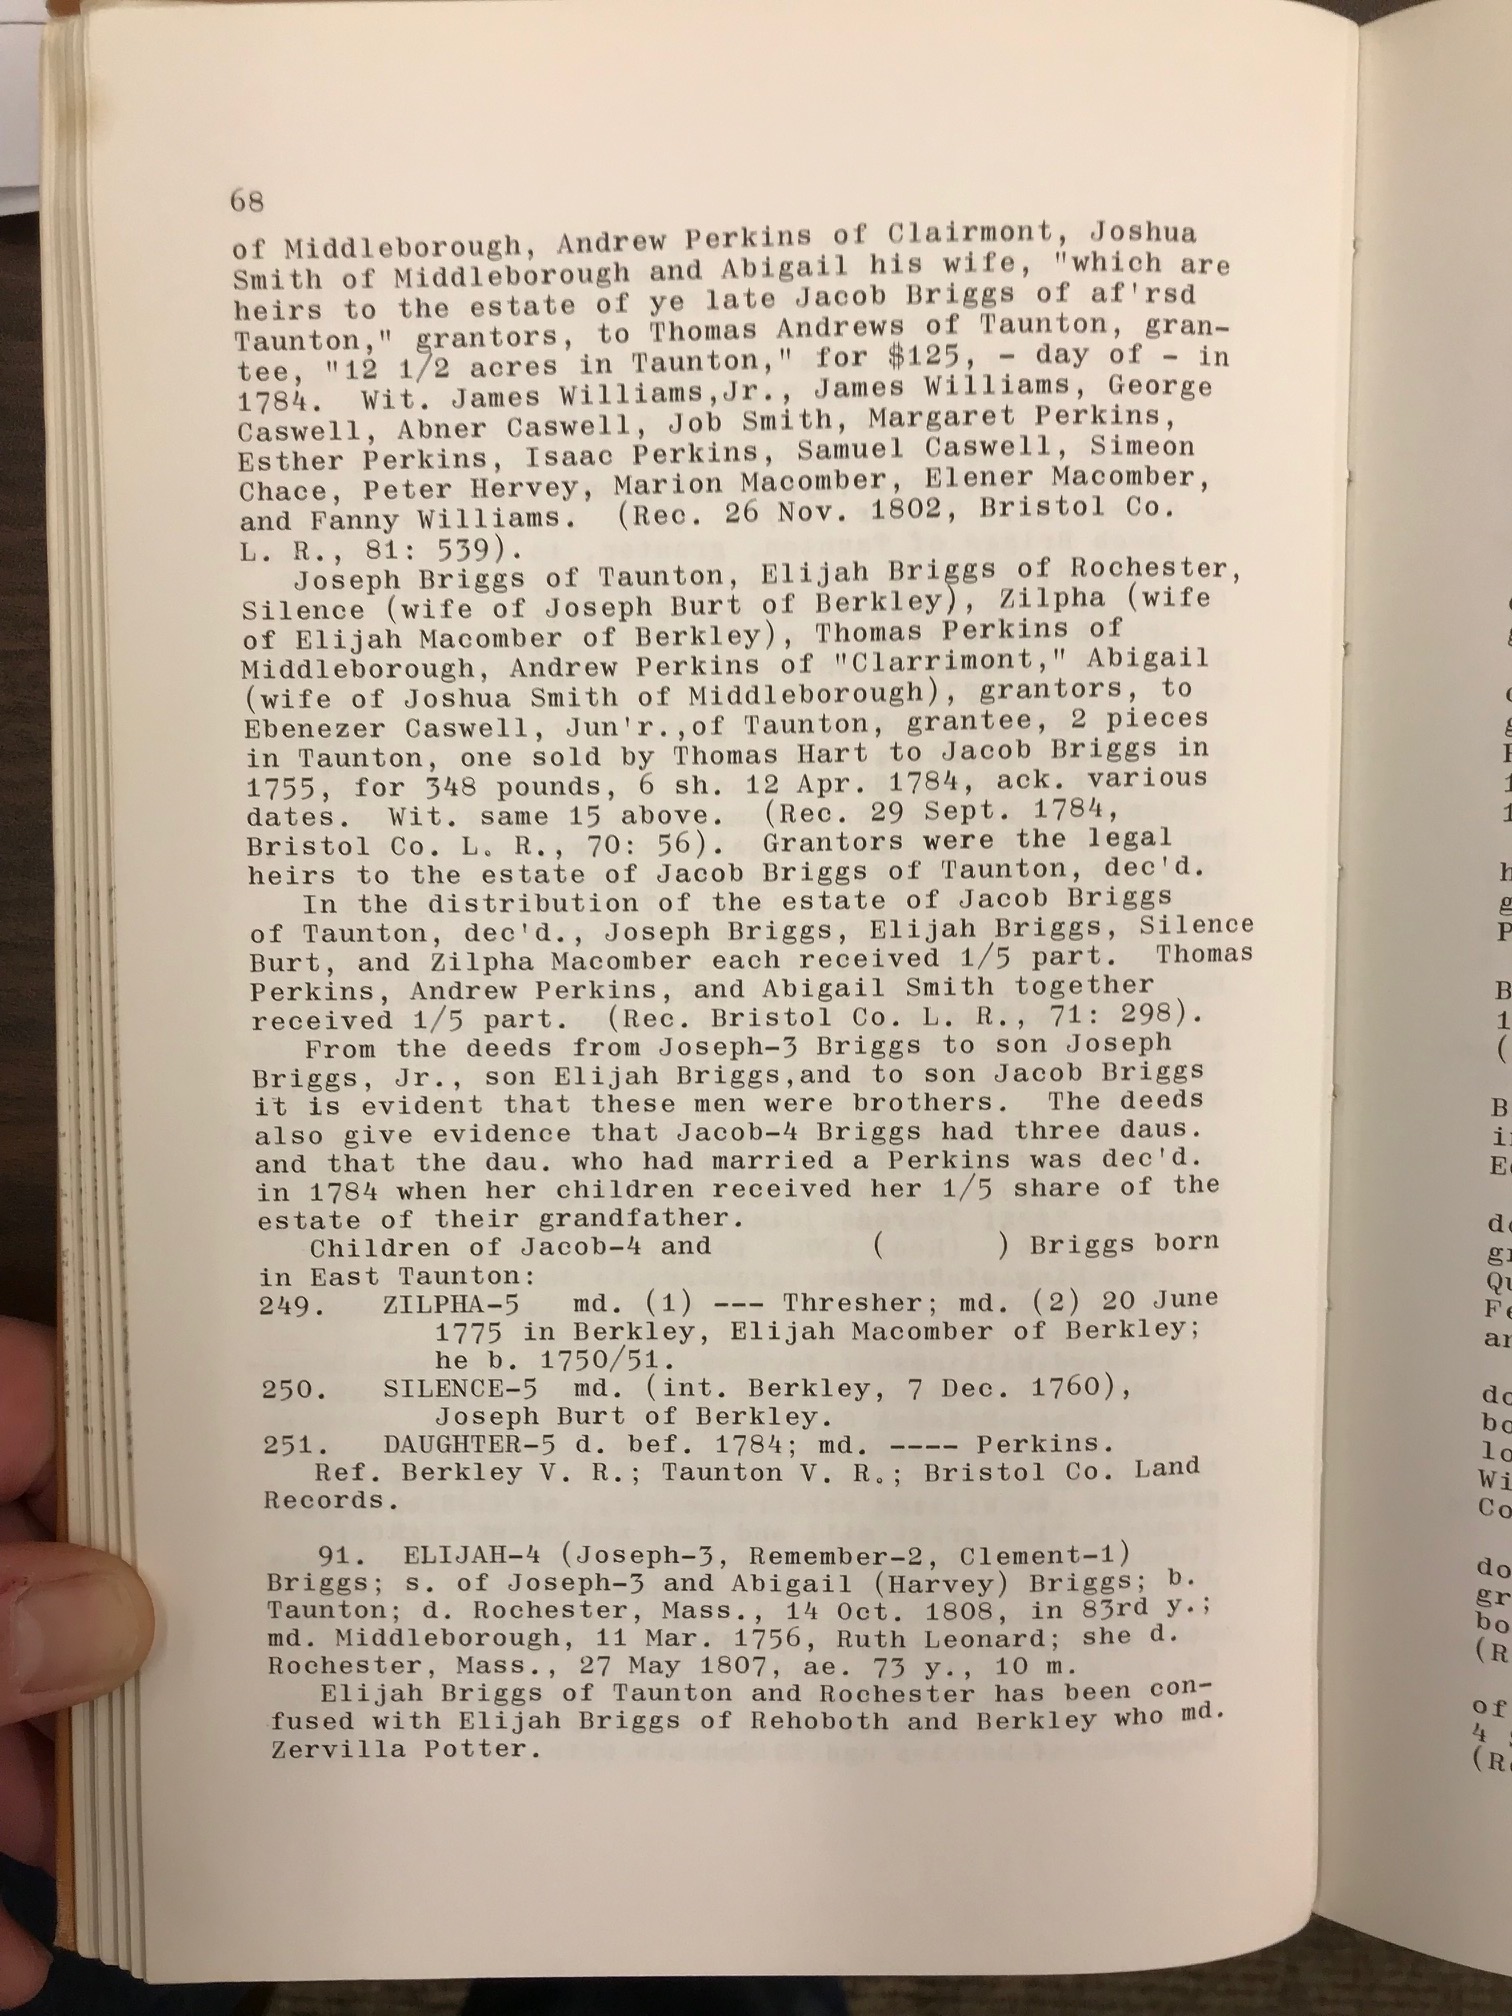 68
of Middleborough, Andrew Perkins of Clairmont, Joshua
Smith of Middleborough and Abigail his wife, "which are
heirs to the estate of ye late Jacob Briggs of af'rsd
Taunton," grantors, to Thomas Andrews of Taunton, gran-
tee, "12 1/2 acres in Taunton," for $125, - day of - in
1784. Wit. James Williams,Jr., James Williams, George
Caswell, Abner Caswell, Job Smith, Margaret Perkins,
Esther Perkins, Isaac Perkins, Samuel Caswell, Simeon
Chace, Peter Hervey, Marion Macomber, Elener Macomber,
and Fanny Williams. (Rec. 26 Nov. 1802, Bristol Co.
L. R., 81: 539).
Joseph Briggs of Taunton, Elijah Briggs of Rochester,
Silence (wife of Joseph Burt of Berkley), Zilpha (wife
of Elijah Macomber of Berkley), Thomas Perkins of
Middleborough, Andrew Perkins of "Clarrimont," Abigail
(wife of Joshua Smith of Middleborough), grantors, to
Ebenezer Caswell, Jun'r.,of Taunton, grantee, 2 pieces
in Taunton, one sold by Thomas Hart to Jacob Briggs in
1755, for 348 pounds, 6 sh. 12 Apr. 1784, ack. various
dates. Wit. same 15 above. (Rec. 29 Sept. 1784,
Bristol Co. L. R., 70: 56). Grantors were the legal
heirs to the estate of Jacob Briggs of Taunton, dec'd.
In the distribution of the estate of Jacob Briggs
of Taunton, dec'd., Joseph Briggs, Elijah Briggs, Silence
Burt, and Zilpha Macomber each received 1/5 part. Thomas
Perkins, Andrew Perkins, and Abigail Smith together
received 1/5 part. (Rec. Bristol Co. L. R., 71: 298).
From the deeds from Joseph-3 Briggs to son Joseph
Briggs, Jr., son Elijah Briggs,and to son Jacob Briggs
it is evident that these men were brothers. The deeds
also give evidence that Jacob-4 Briggs had three daus.
and that the dau. who had married a Perkins was dec'd.
in 1784 when her children received her 1/5 share of the
estate of their grandfather.
Children of Jacob-4 and ( ) Briggs born
in East Taunton:
249. ZILPHA-5 md. (1) --- Thresher; md. (2) 20 June
1775 in Berkley, Elijah Macomber of Berkley;
he b. 1750/51.
250. SILENCE-5 md. (int. Berkley, 7 Dec. 1760),
Joseph Burt of Berkley.
251. DAUGHTER-5 d. bef. 1784; md. ---- Perkins.
Ref. Berkley V. R.; Taunton V. R.; Bristol Co. Land
Records.
91. ELIJAH-4 (Joseph-3, Remember-2, Clement-1)
Briggs; s. of Joseph-3 and Abigail (Harvey) Briggs; b.
Taunton; d. Rochester, Mass., 14 Oct. 1808, in 83rd y.;
md. Middleborough, 11 Mar. 1756, Ruth Leonard; she d.
Rochester, Mass., 27 May 1807, ae. 73 y., 10 m.
Elijah Briggs of Taunton and Rochester has been con-
fused with Elijah Briggs of Rehoboth and Berkley who md.
Zervilla Potter.